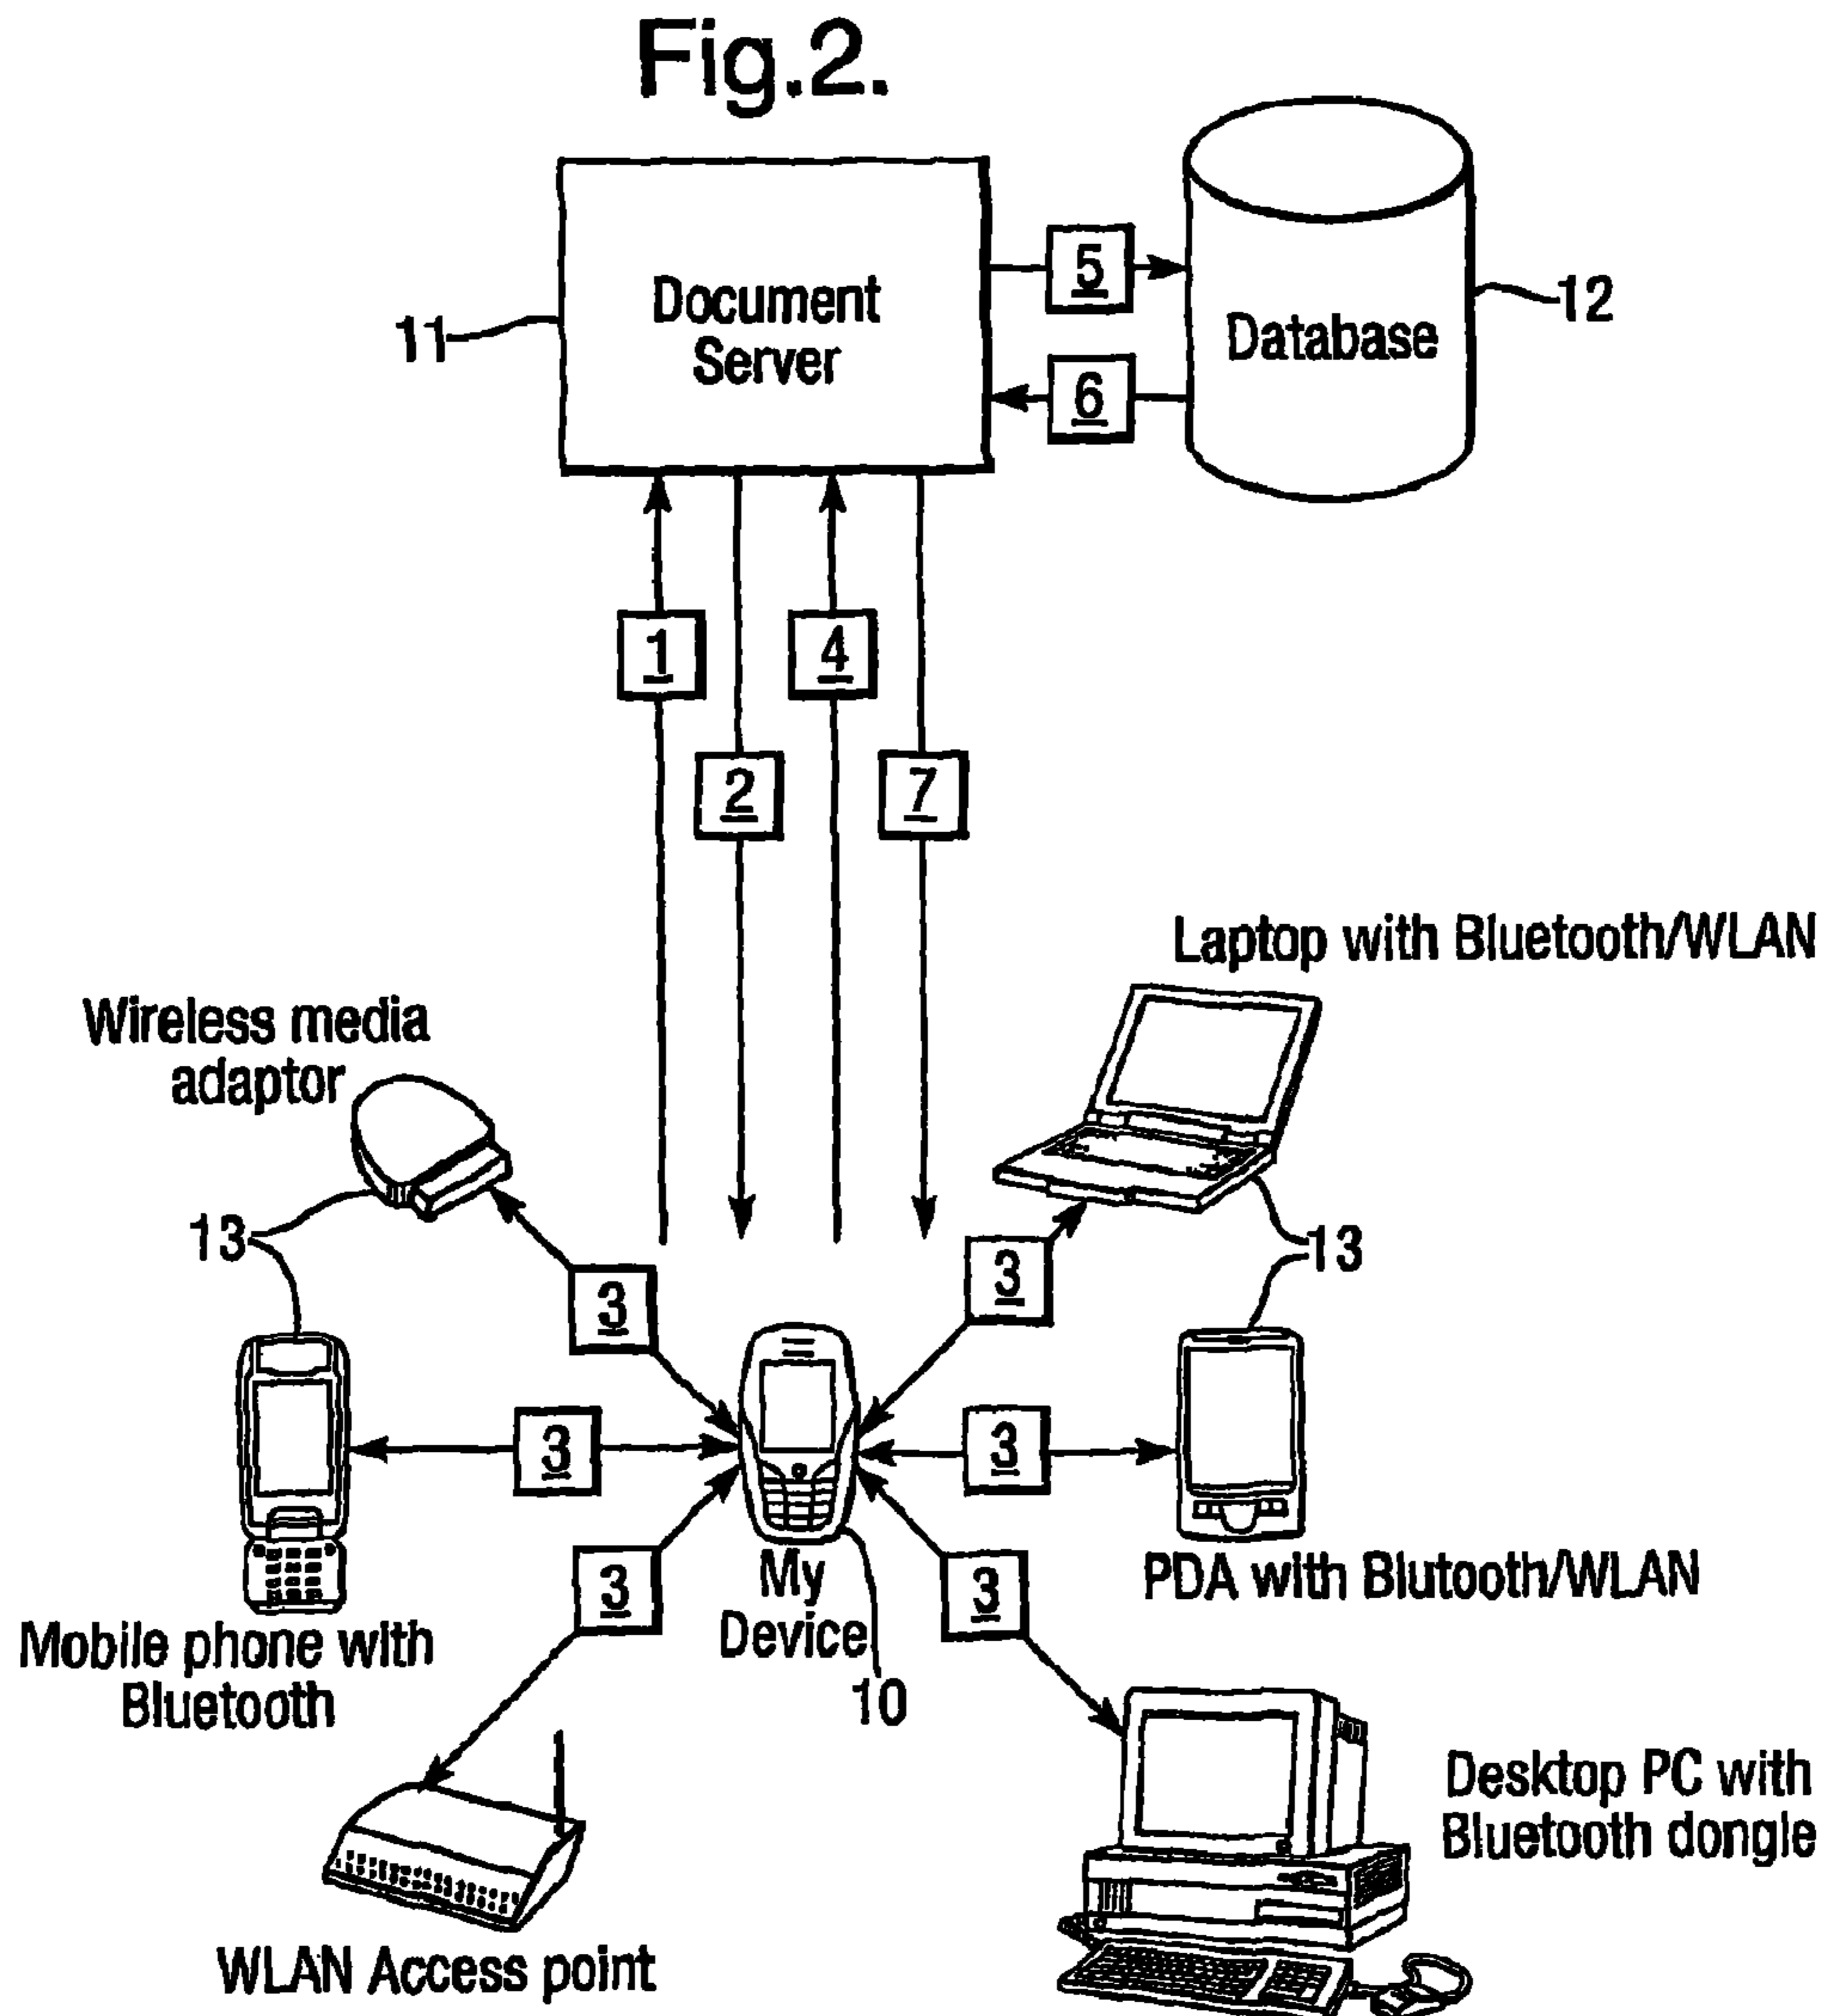 Fig.2.
Document
Server
11
5
6
Database
12
1
4
2
7
Laptop with Bluetooth/WLAN
Wireless media
adaptor
13
13
3
3
3
3
My
Device
10
3
3
PDA with Blutooth/WLAN
Mobile phone with
Bluetooth
Desktop PC with
Bluetooth dongle
WLAN Access point